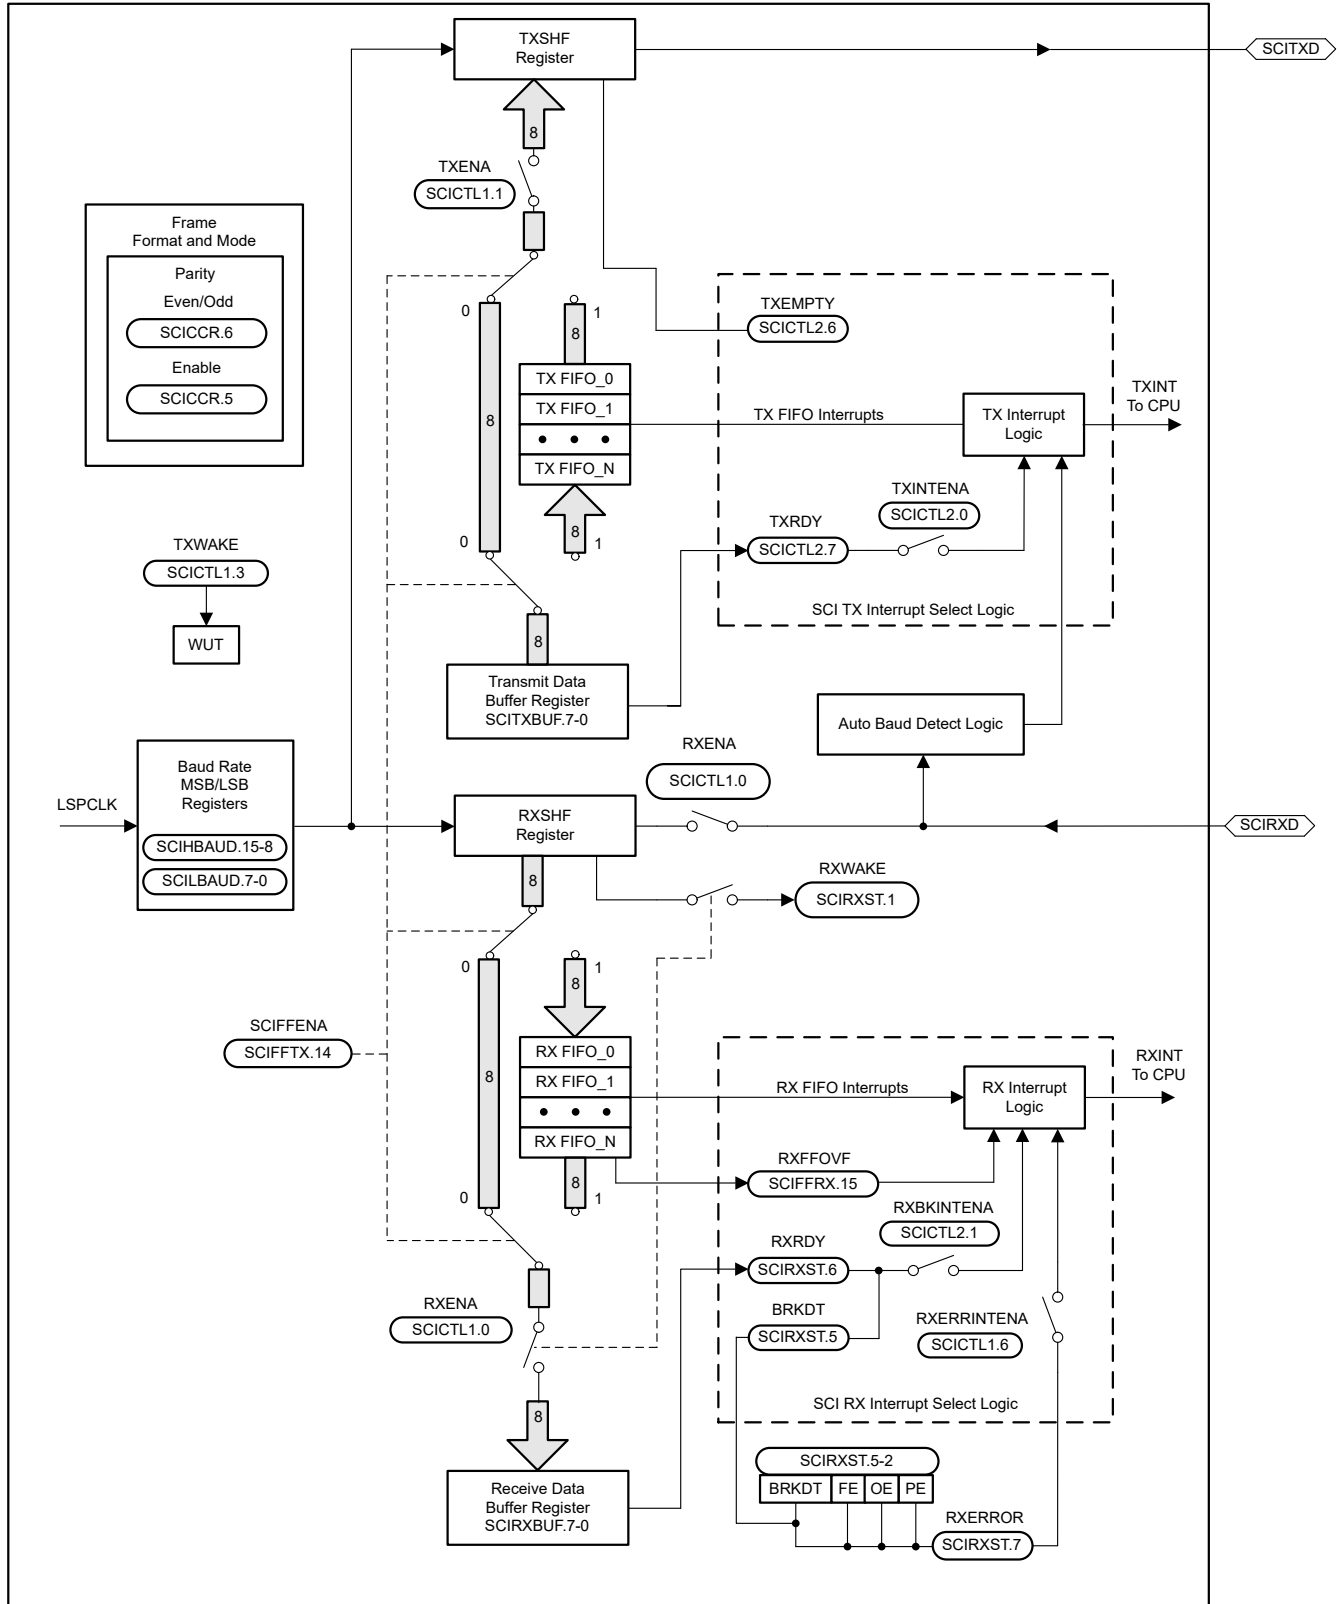 TXSHF
Register
SCITXD
8
TXENA
SCICTL1.1
Frame
Format and Mode
Parity
Even/Odd
SCICCR.6
Enable
SCICCR.5
0
1
8
TX FIFO_0
TX FIFO_1
TX FIFO_N
8
8
0
1
TXEMPTY
SCICTL2.6
TX FIFO Interrupts
TX Interrupt
Logic
TXINT
To CPU
TXINTENA
SCICTL2.0
TXRDY
SCICTL2.7
SCI TX Interrupt Select Logic
TXWAKE
SCICTL1.3
WUT
8
Transmit Data
Buffer Register
SCITXBUF.7-0
Auto Baud Detect Logic
RXENA
SCICTL1.0
LSPCLK
Baud Rate
MSB/LSB
Registers
SCIHBAUD.15-8
SCILBAUD.7-0
RXSHF
Register
SCIRXD
8
RXWAKE
SCIRXST.1
0
1
8
SCIFFENA
SCIFFTX.14
8
RX FIFO_0
RX FIFO_1
RX FIFO_N
8
0
1
RX FIFO Interrupts
RX Interrupt
Logic
RXINT
To CPU
RXFFOVF
SCIFFRX.15
RXBKINTENA
SCICTL2.1
RXRDY
SCIRXST.6
BRKDT
SCIRXST.5
RXERRINTENA
SCICTL1.6
SCI RX Interrupt Select Logic
RXENA
SCICTL1.0
8
Receive Data
Buffer Register
SCIRXBUF.7-0
SCIRXST.5-2
BRKDT FE OE PE
RXERROR
SCIRXST.7